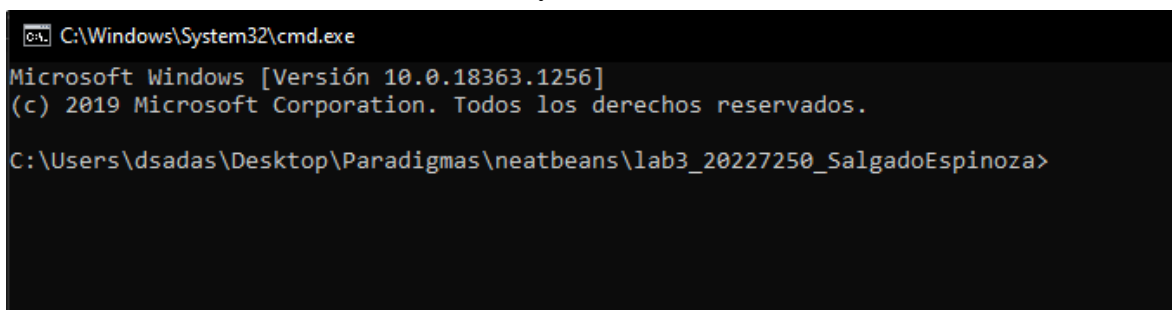 C:\Windows\System32\cmd.exe
Microsoft Windows [Versión 10.0.18363.1256]
(c) 2019 Microsoft Corporation. Todos los derechos reservados.
C:\Users\dsadas\Desktop\Paradigmas\neatbeans\lab3_20227250_SalgadoEspinoza>